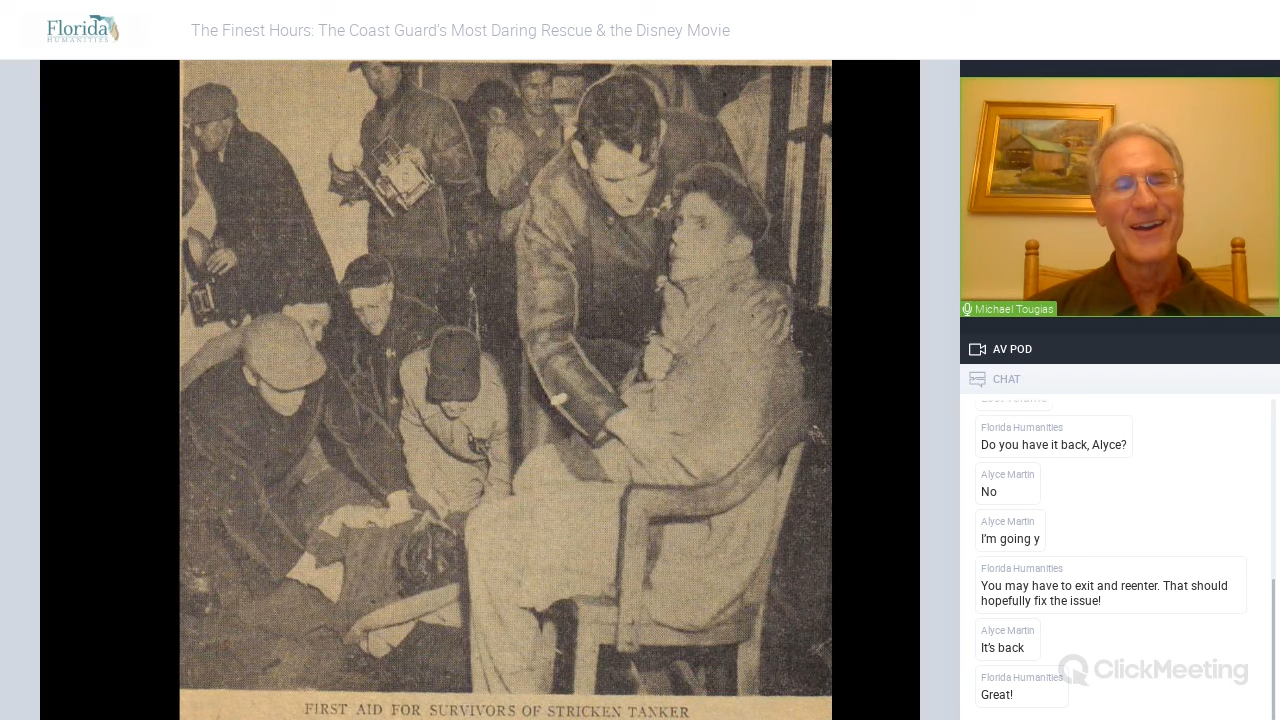 Florida
HUMANITIES
The Finest Hours: The Coast Guard's Most Daring Rescue & the Disney Movie
FIRST AID FOR SURVIVORS OF STRICKEN TANKER
Michael Tougias
AV POD
CHAT
Florida Humanities
Do you have it back, Alyce?
Alyce Martin
No
Alyce Martin
I'm going y
Florida Humanities
You may have to exit and reenter. That should
hopefully fix the issue!
Alyce Martin
It's back
Florida Humanities
Great!
ClickMeeting